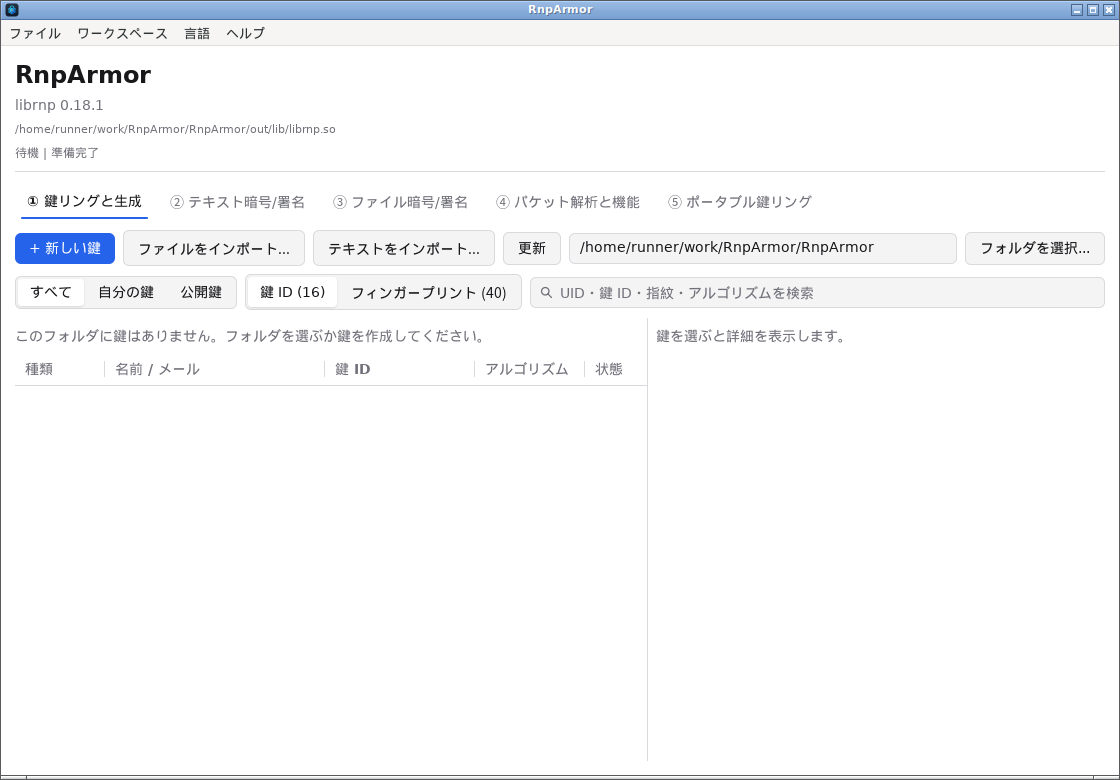 RnpArmor
ファイル ワークスペース 言語 ヘルプ
RnpArmor
librnp 0.18.1
/home/runner/work/RnpArmor/RnpArmor/out/lib/librnp.so
待機 | 準備完了
① 鍵リングと生成 ② テキスト暗号/署名 ③ ファイル暗号/署名 ④ パケット解析と機能 ⑤ ポータブル鍵リング
+ 新しい鍵 ファイルをインポート... テキストをインポート... 更新 /home/runner/work/RnpArmor/RnpArmor フォルダを選択...
すべて 自分の鍵 公開鍵 鍵 ID (16) フィンガープリント (40) UID・鍵 ID・指紋・アルゴリズムを検索
このフォルダに鍵はありません。フォルダを選ぶか鍵を作成してください。 鍵を選ぶと詳細を表示します。
種類 名前 / メール 鍵 ID アルゴリズム 状態